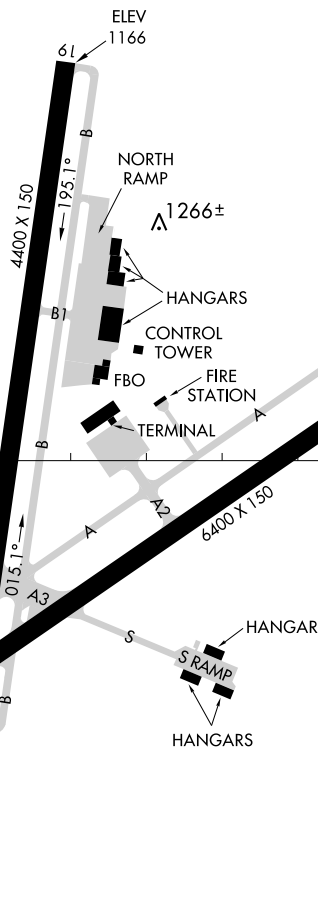 ELEV
1166
19
B
NORTH
RAMP
195.1°
4400 X 150
1266±
HANGARS
B1
CONTROL
TOWER
FIRE
STATION
FBO
A
TERMINAL
B
A2
6400 X 150
A
015.1°
A3
HANGAR
S
S RAMP
B
HANGARS